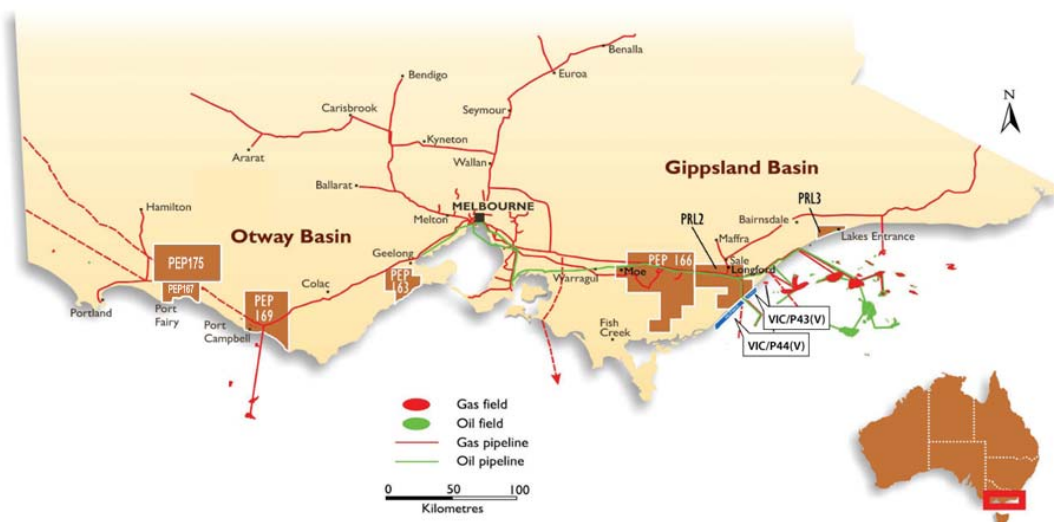 Benalla
Euroa
Bendigo
Seymour
Carisbrook
N
Kyneton
Ararat
Wallan
Gippsland Basin
Ballarat
PRL3
Hamilton
MELBOURNE
Melton
PRL2
Bairnsdale
Maffra
Lakes Entrance
Otway Basin
Geelong
Sale
PEP175
PEP 166
Longford
Moe
Warragul
PEP
163
PEP167
Colac
PEP
169
Portland
Port
Fairy
Port
Campbell
Fish
Creek
VIC/P43(V)
VIC/P44(V)
Gas field
Oil field
Gas pipeline
Oil pipeline
0 50 100
Kilometres